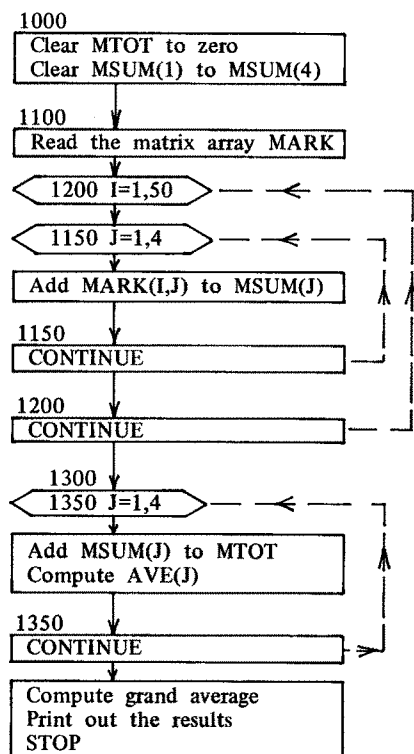 1000
Clear MTOT to zero
Clear MSUM(1) to MSUM(4)
1100
Read the matrix array MARK
1200 I=1,50
1150 J=1,4
Add MARK(I,J) to MSUM(J)
1150
CONTINUE
1200
CONTINUE
1300
1350 J=1,4
Add MSUM(J) to MTOT
Compute AVE(J)
1350
CONTINUE
Compute grand average
Print out the results
STOP